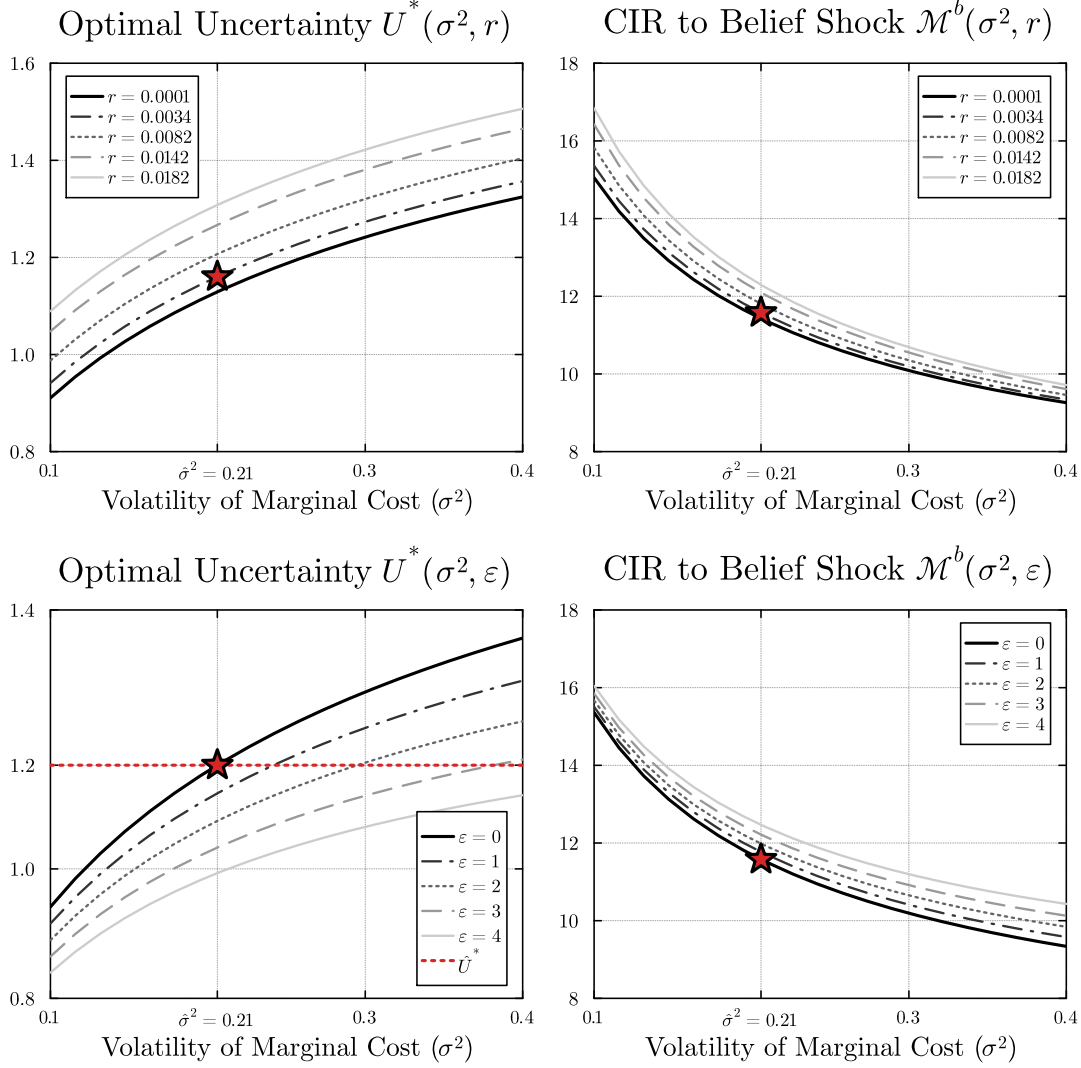 Optimal Uncertainty U*(σ², r)
1.6
1.4
1.2
1.0
0.8
r = 0.0001
r = 0.0034
r = 0.0082
r = 0.0142
r = 0.0182
0.1
σ̂² = 0.21
0.3
0.4
Volatility of Marginal Cost (σ²)
CIR to Belief Shock ℳᵇ(σ², r)
18
16
14
12
10
8
r = 0.0001
r = 0.0034
r = 0.0082
r = 0.0142
r = 0.0182
0.1
σ̂² = 0.21
0.3
0.4
Volatility of Marginal Cost (σ²)
Optimal Uncertainty U*(σ², ε)
1.4
1.2
1.0
0.8
ε = 0
ε = 1
ε = 2
ε = 3
ε = 4
Û*
0.1
σ̂² = 0.21
0.3
0.4
Volatility of Marginal Cost (σ²)
CIR to Belief Shock ℳᵇ(σ², ε)
18
16
14
12
10
8
ε = 0
ε = 1
ε = 2
ε = 3
ε = 4
0.1
σ̂² = 0.21
0.3
0.4
Volatility of Marginal Cost (σ²)